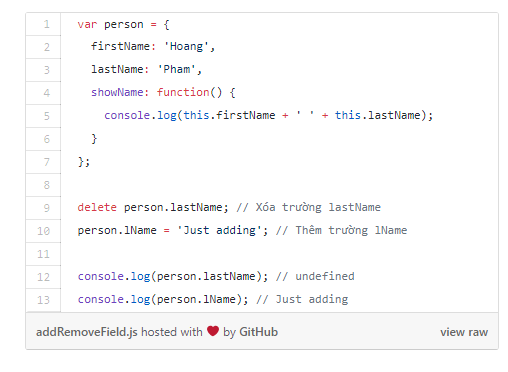 1 var person = {
2   firstName: 'Hoang',
3   lastName: 'Pham',
4   showName: function() {
5     console.log(this.firstName + ' ' + this.lastName);
6   }
7 };
8
9 delete person.lastName; // Xóa trường lastName
10 person.lName = 'Just adding'; // Thêm trường lName
11
12 console.log(person.lastName); // undefined
13 console.log(person.lName); // Just adding
addRemoveField.js hosted with ❤ by GitHub view raw